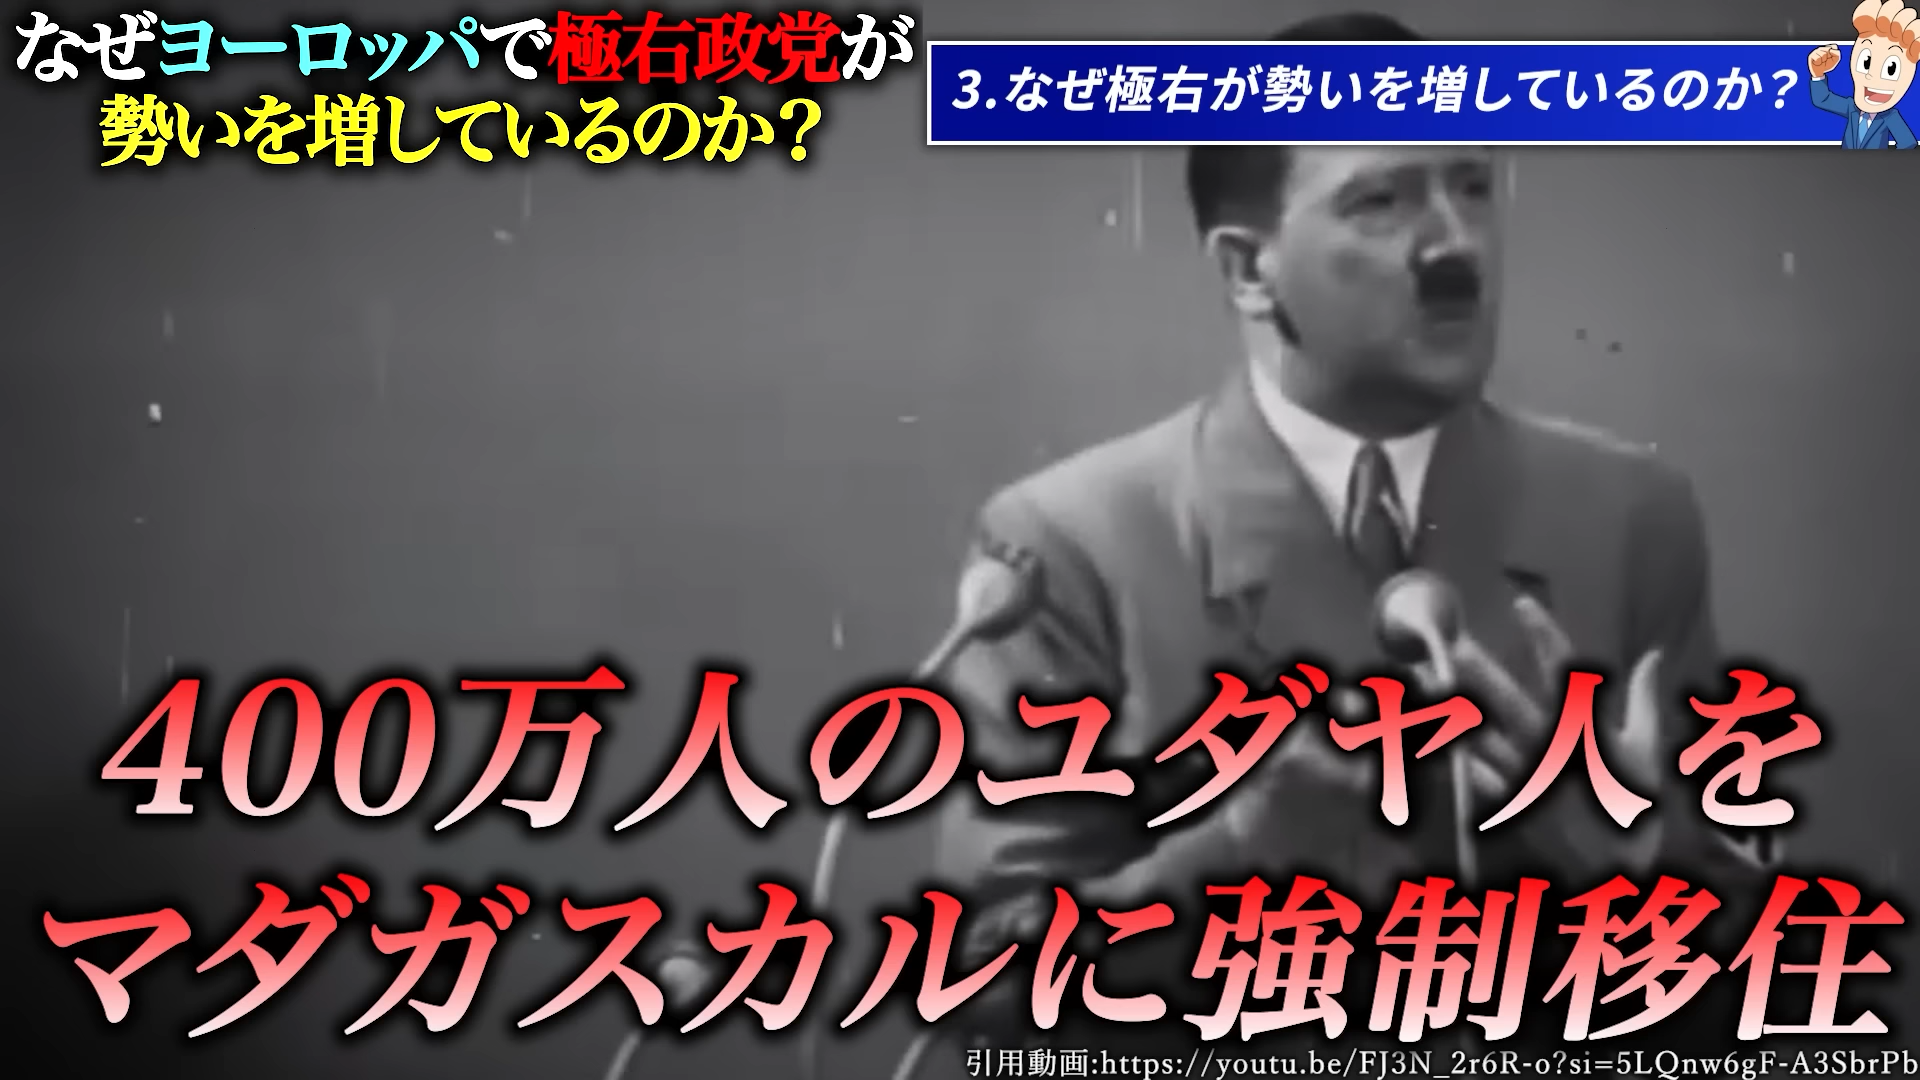 なぜヨーロッパで極右政党が
勢いを増しているのか?
3.なぜ極右が勢いを増しているのか?
400万人のユダヤ人を
マダガスカルに強制移住
引用動画:https://youtu.be/FJ3N_2r6R-o?si=5LQnw6gF-A3SbrPb